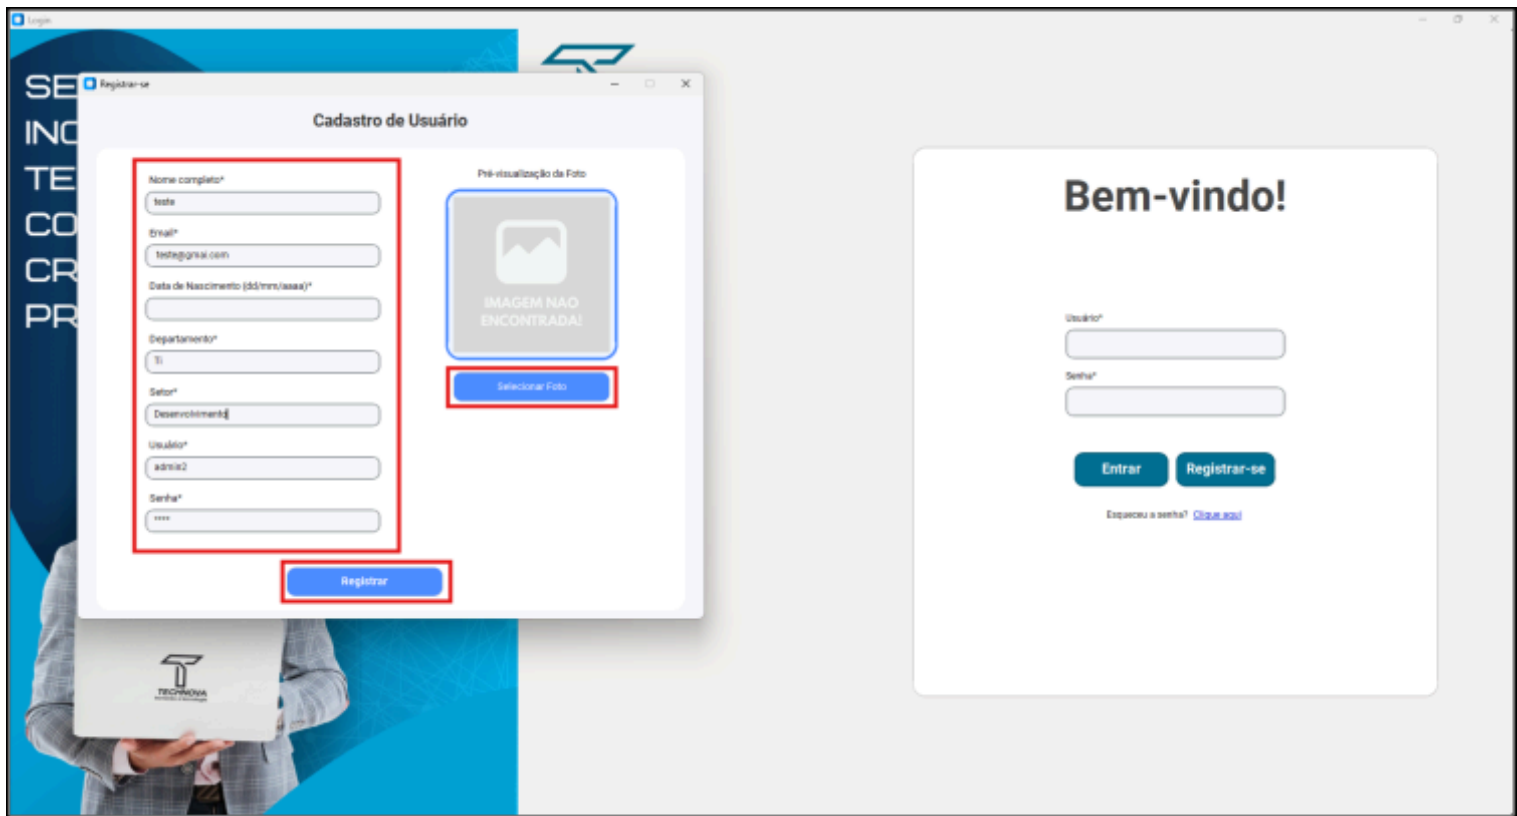 Login
SE
INO
TE
CO
CR
PR
Registrar-se
Cadastro de Usuário
Nome completo*
teste
Email*
teste@gmai.com
Data de Nascimento (dd/mm/aaaa)*
Departamento*
Ti
Setor*
Desenvolvimento
Usuário*
admin2
Senha*
****
Registrar
Pré-visualização da Foto
IMAGEM NAO
ENCONTRADA!
Selecionar Foto
TECHNOVA
Bem-vindo!
Usuário*
Senha*
Entrar
Registrar-se
Esqueceu a senha? Clique aqui